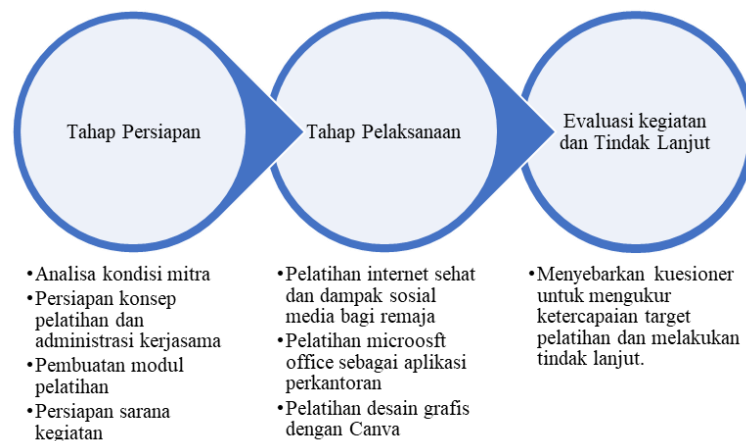 Tahap Persiapan
Tahap Pelaksanaan
Evaluasi kegiatan
dan Tindak Lanjut
•Analisa kondisi mitra
•Persiapan konsep
pelatihan dan
administrasi kerjasama
•Pembuatan modul
pelatihan
•Persiapan sarana
kegiatan
•Pelatihan internet sehat
dan dampak sosial
media bagi remaja
•Pelatihan microosft
office sebagai aplikasi
perkantoran
•Pelatihan desain grafis
dengan Canva
•Menyebarkan kuesioner
untuk mengukur
ketercapaian target
pelatihan dan melakukan
tindak lanjut.